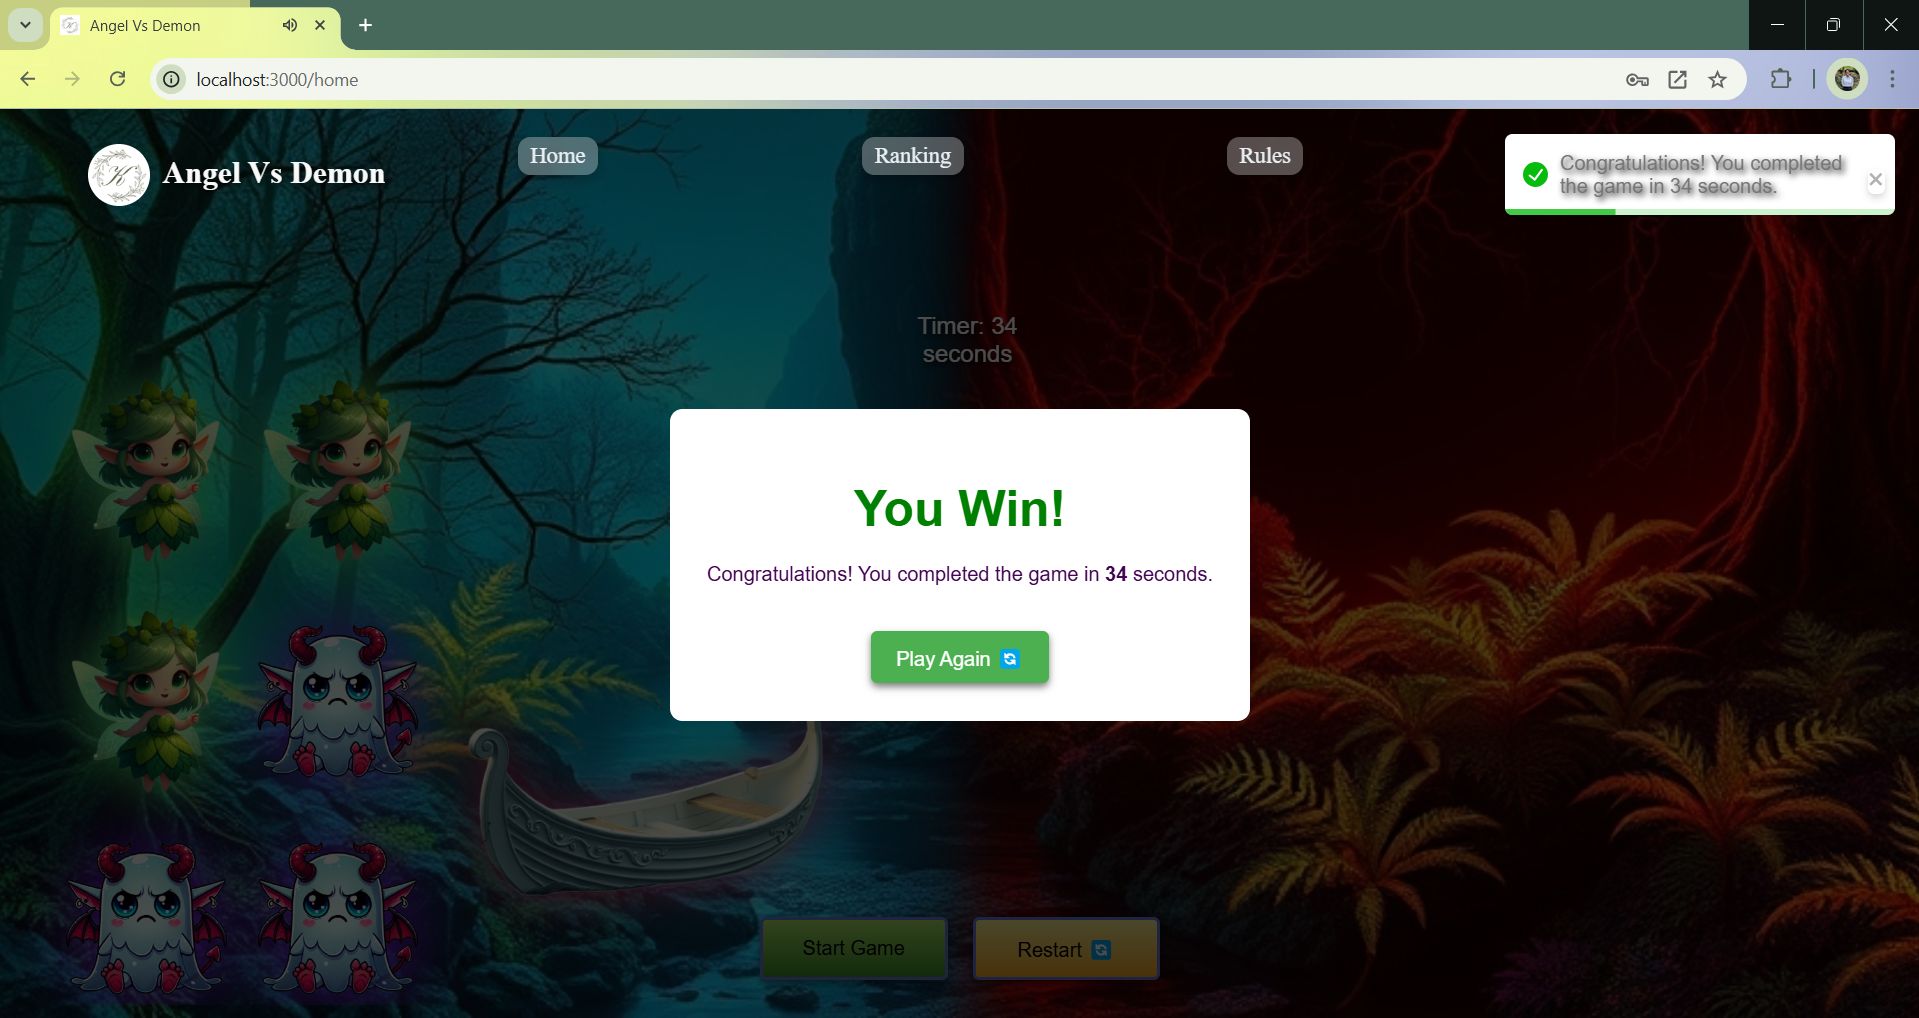 Angel Vs Demon
localhost:3000/home
K
Angel Vs Demon
Home
Ranking
Rules
Congratulations! You completed
the game in 34 seconds.
Timer: 34
seconds
You Win!
Congratulations! You completed the game in 34 seconds.
Play Again
Start Game
Restart